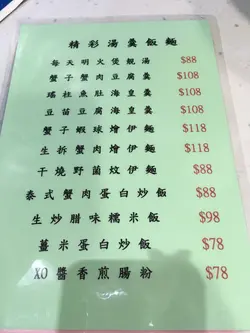 精彩湯羹飯麵
每天明火煲靚湯 $88
蟹子蟹肉豆腐羹 $108
瑤柱魚肚海皇羹 $108
豆苗豆腐海皇羹 $108
蟹子蝦球燴伊麵 $118
生拆蟹肉燴伊麵 $118
干燒野菌炆伊麵 $88
泰式蟹肉蛋白炒飯 $88
生炒腊味糯米飯 $98
薑米蛋白炒飯 $78
XO醬香煎腸粉 $78